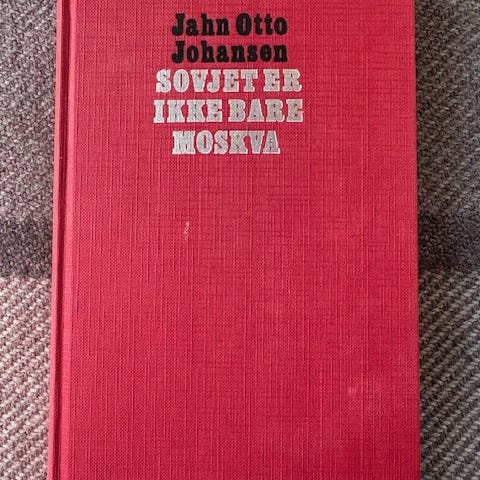 Jahn Otto
Johansen
SOVJET ER
IKKE BARE
MOSKVA